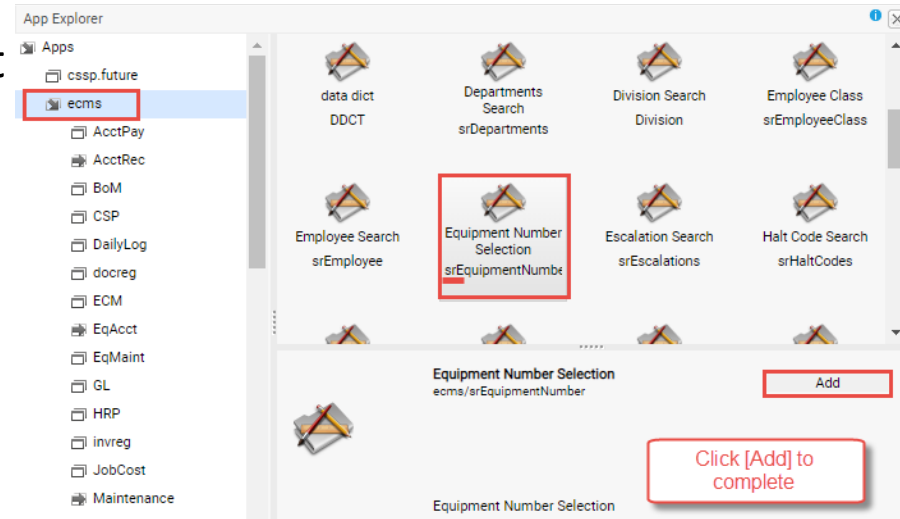 App Explorer
Apps
cssp.future
ecms
AcctPay
AcctRec
BoM
CSP
DailyLog
docreg
ECM
EqAcct
EqMaint
GL
HRP
invreg
JobCost
Maintenance
data dict
DDCT
Departments
Search
srDepartments
Division Search
Division
Employee Class
srEmployeeClass
Employee Search
srEmployee
Equipment Number
Selection
srEquipmentNumbe
Escalation Search
srEscalations
Halt Code Search
srHaltCodes
Equipment Number Selection
ecms/srEquipmentNumber
Add
Click [Add] to
complete
Equipment Number Selection